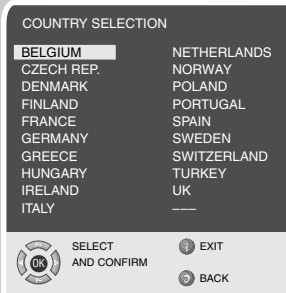 COUNTRY SELECTION
BELGIUM
CZECH REP.
DENMARK
FINLAND
FRANCE
GERMANY
GREECE
HUNGARY
IRELAND
ITALY
NETHERLANDS
NORWAY
POLAND
PORTUGAL
SPAIN
SWEDEN
SWITZERLAND
TURKEY
UK
–––
OK
SELECT
AND CONFIRM
EXIT
BACK